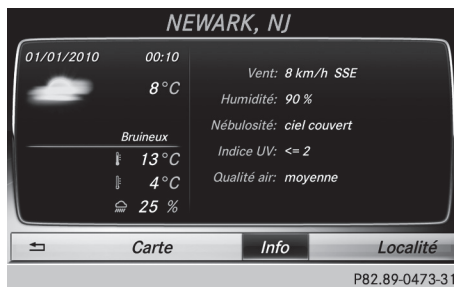 NEWARK, NJ
01/01/2010 00:10
8°C
Bruineux
13°C
4°C
25 %
Vent: 8 km/h SSE
Humidité: 90 %
Nébulosité: ciel couvert
Indice UV: <= 2
Qualité air: moyenne
Carte Info Localité
P82.89-0473-31